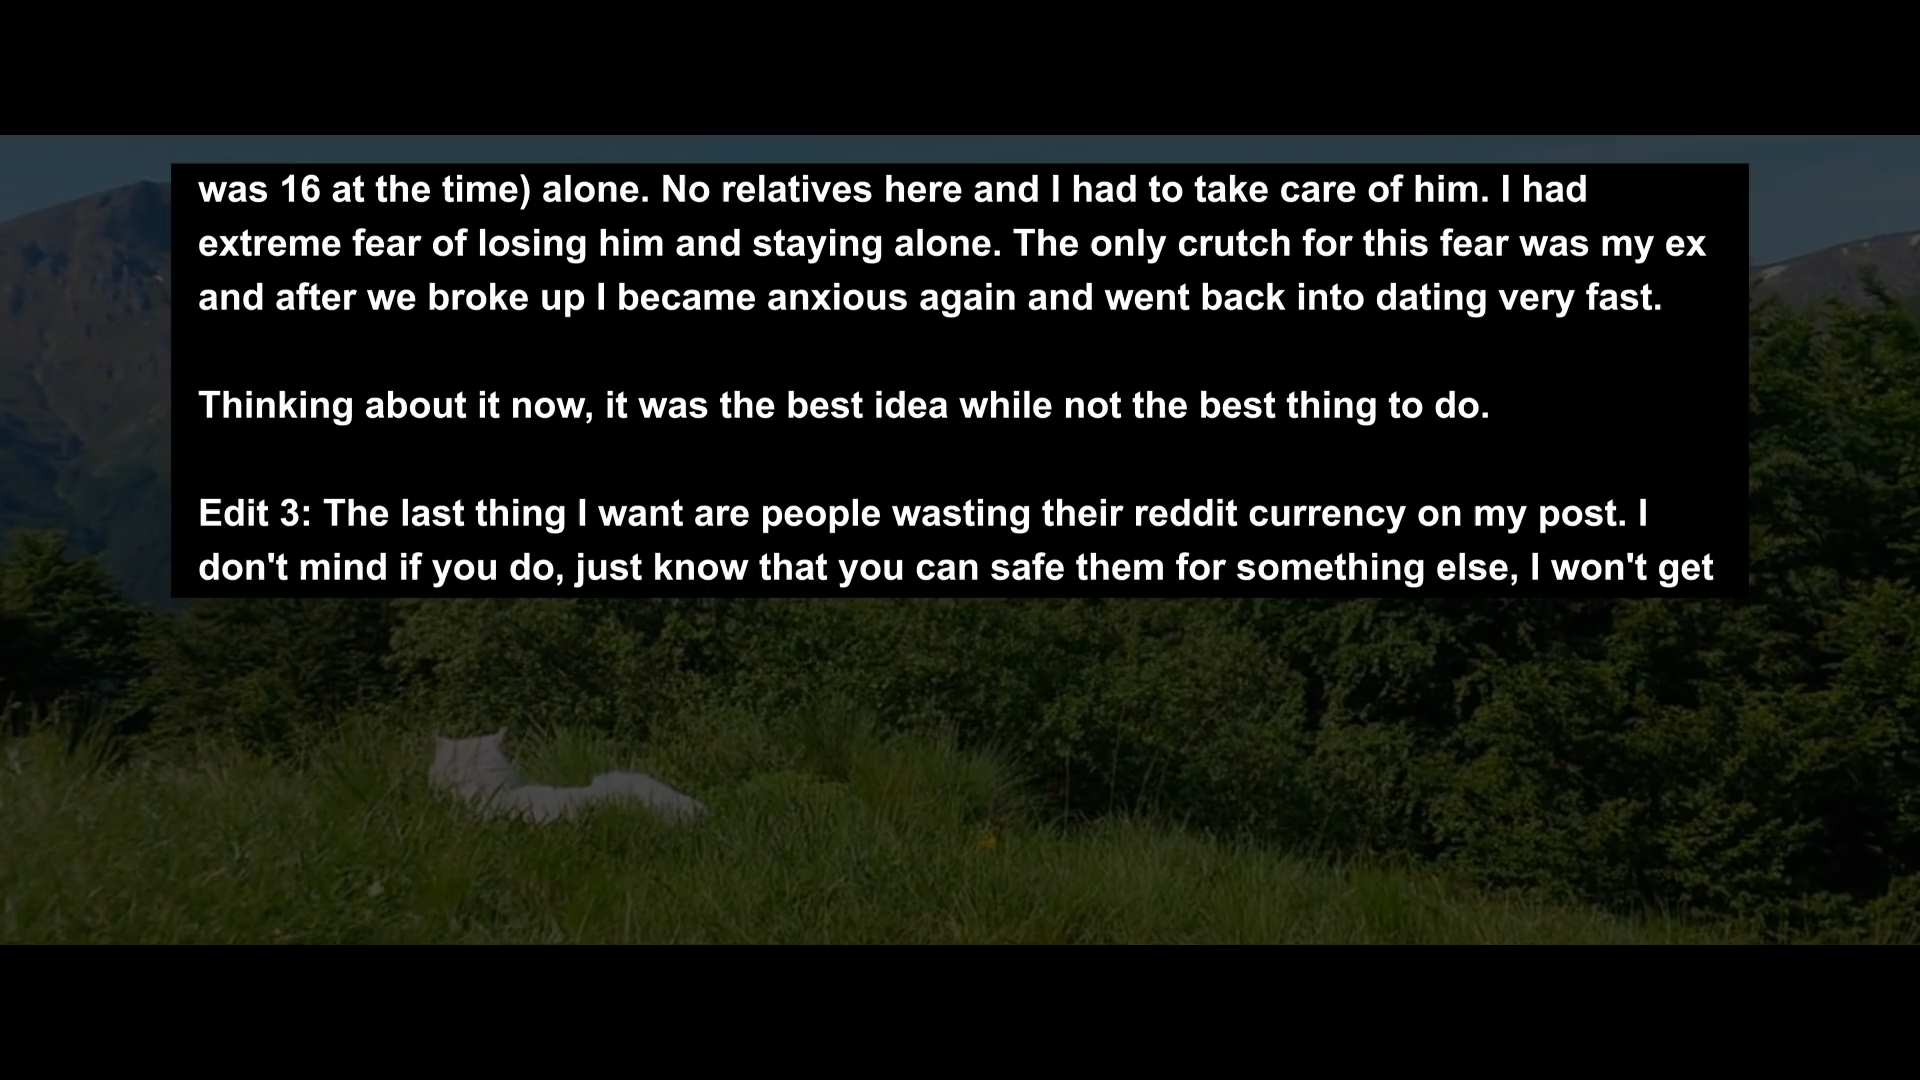 was 16 at the time) alone. No relatives here and I had to take care of him. I had
extreme fear of losing him and staying alone. The only crutch for this fear was my ex
and after we broke up I became anxious again and went back into dating very fast.
Thinking about it now, it was the best idea while not the best thing to do.
Edit 3: The last thing I want are people wasting their reddit currency on my post. I
don't mind if you do, just know that you can safe them for something else, I won't get